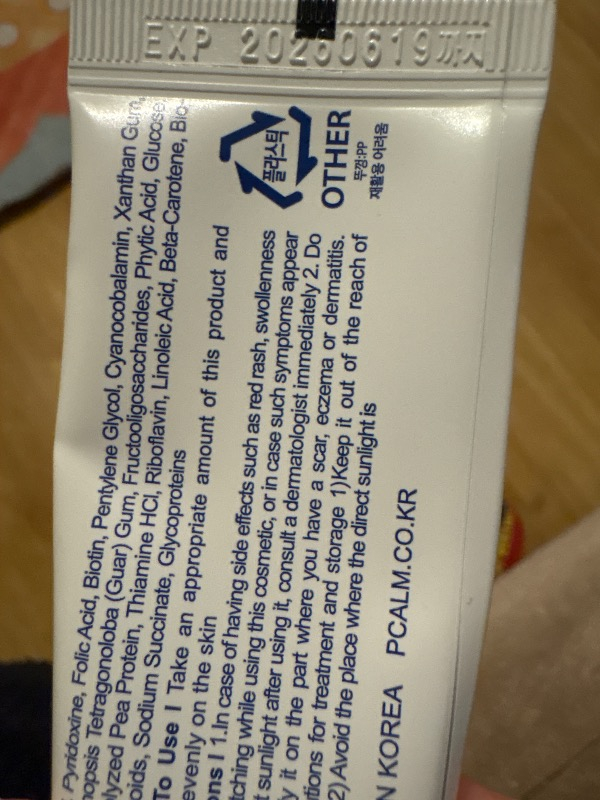 EXP 20260619까지
플라스틱
OTHER
뚜껑:PP
재활용 어려움
Pyridoxine, Folic Acid, Biotin, Pentylene Glycol, Cyanocobalamin, Xanthan Gum,
nopsis Tetragonoloba (Guar) Gum, Fructooligosaccharides, Phytic Acid, Glucose,
lyzed Pea Protein, Thiamine HCl, Riboflavin, Linoleic Acid, Beta-Carotene, Bio-
oids, Sodium Succinate, Glycoproteins
To Use I Take an appropriate amount of this product and
evenly on the skin
ons I 1.In case of having side effects such as red rash, swollenness
tching while using this cosmetic, or in case such symptoms appear
t sunlight after using it, consult a dermatologist immediately 2. Do
y it on the part where you have a scar, eczema or dermatitis.
tions for treatment and storage 1)Keep it out of the reach of
2) Avoid the place where the direct sunlight is
N KOREA PCALM.CO.KR